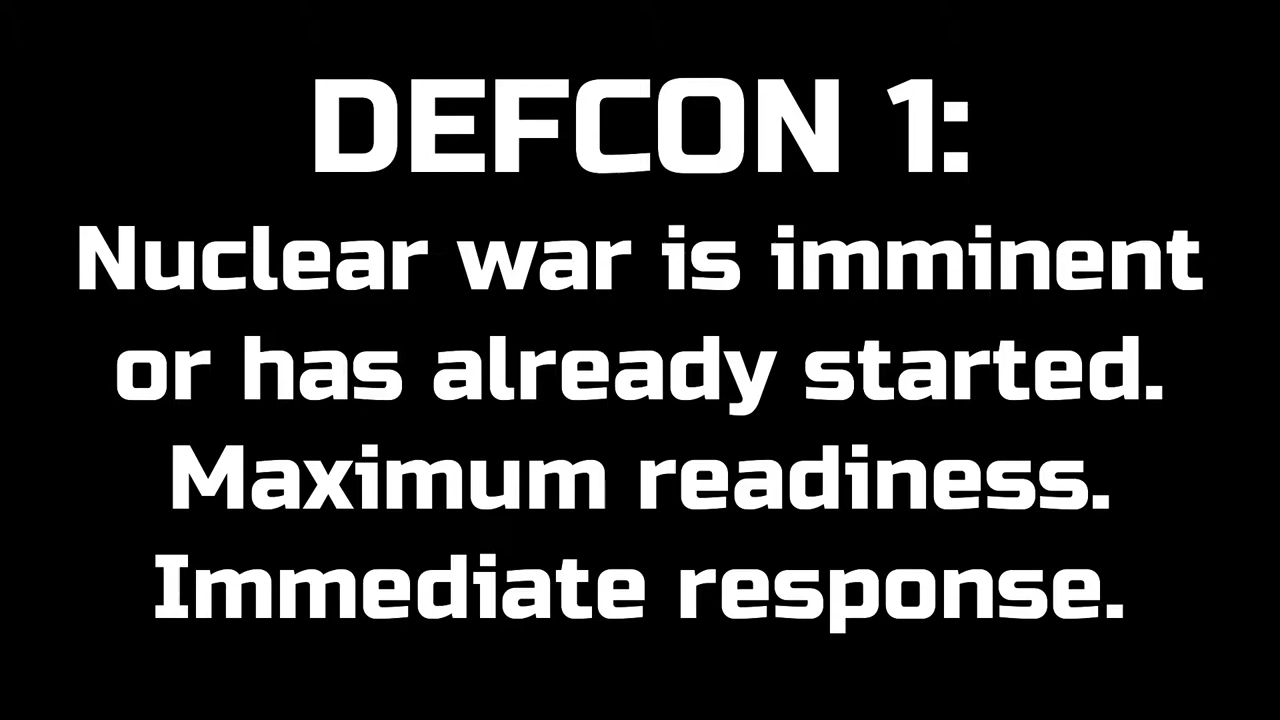 DEFCON 1:
Nuclear war is imminent
or has already started.
Maximum readiness.
Immediate response.